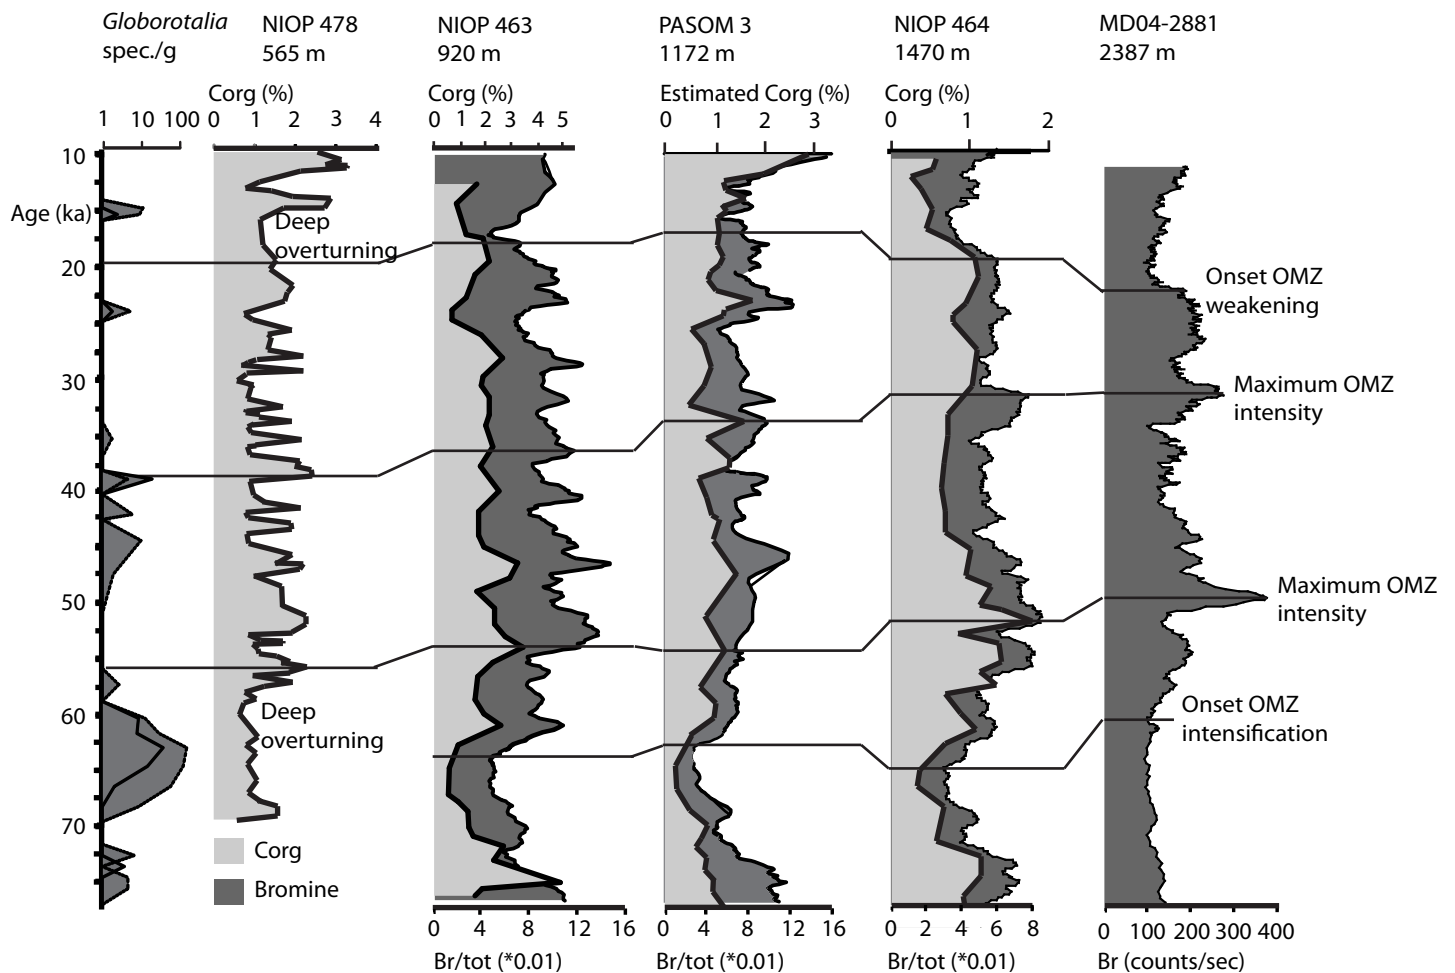 Globorotalia
spec./g
NIOP 478
565 m
NIOP 463
920 m
PASOM 3
1172 m
NIOP 464
1470 m
MD04-2881
2387 m
Corg (%)
Corg (%)
Estimated Corg (%)
Corg (%)
1 10 100
0 1 2 3 4
0 1 2 3 4 5
0 1 2 3
0 1 2
10
Age (ka)
20
30
40
50
60
70
Deep
overturning
Onset OMZ
weakening
Maximum OMZ
intensity
Maximum OMZ
intensity
Onset OMZ
intensification
Deep
overturning
Corg
Bromine
0 4 8 12 16
0 4 8 12 16
0 2 4 6 8
0 100 200 300 400
Br/tot (*0.01)
Br/tot (*0.01)
Br/tot (*0.01)
Br (counts/sec)